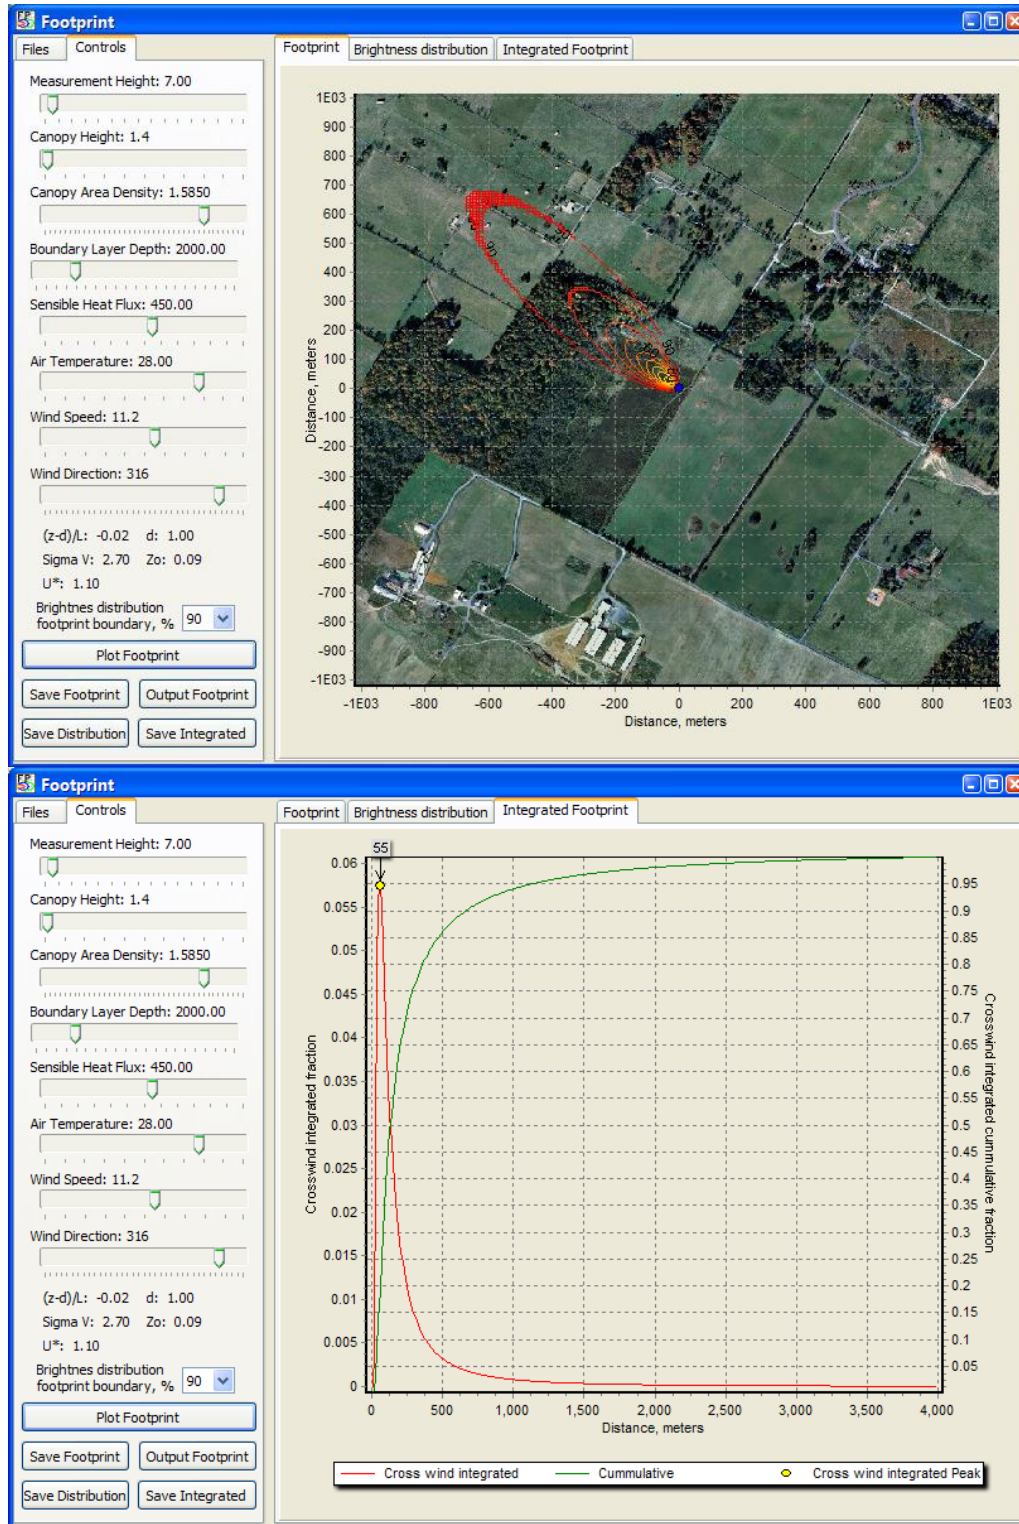 Footprint
Files Controls
Footprint Brightness distribution Integrated Footprint
Measurement Height: 7.00
Canopy Height: 1.4
Canopy Area Density: 1.5850
Boundary Layer Depth: 2000.00
Sensible Heat Flux: 450.00
Air Temperature: 28.00
Wind Speed: 11.2
Wind Direction: 316
(z-d)/L: -0.02 d: 1.00
Sigma V: 2.70 Zo: 0.09
U*: 1.10
Brightnes distribution
footprint boundary, % 90
Plot Footprint
Save Footprint Output Footprint
Save Distribution Save Integrated
1E03
900
800
700
600
500
400
300
200
100
0
-100
-200
-300
-400
-500
-600
-700
-800
-900
-1E03
Distance, meters
90
90
90
-1E03 -800 -600 -400 -200 0 200 400 600 800 1E03
Distance, meters
Footprint
Files Controls
Footprint Brightness distribution Integrated Footprint
Measurement Height: 7.00
Canopy Height: 1.4
Canopy Area Density: 1.5850
Boundary Layer Depth: 2000.00
Sensible Heat Flux: 450.00
Air Temperature: 28.00
Wind Speed: 11.2
Wind Direction: 316
(z-d)/L: -0.02 d: 1.00
Sigma V: 2.70 Zo: 0.09
U*: 1.10
Brightnes distribution
footprint boundary, % 90
Plot Footprint
Save Footprint Output Footprint
Save Distribution Save Integrated
55
0.06
0.055
0.05
0.045
0.04
0.035
0.03
0.025
0.02
0.015
0.01
0.005
0
Crosswind integrated fraction
0.95
0.9
0.85
0.8
0.75
0.7
0.65
0.6
0.55
0.5
0.45
0.4
0.35
0.3
0.25
0.2
0.15
0.1
0.05
Crosswind integrated cummulative fraction
0 500 1,000 1,500 2,000 2,500 3,000 3,500 4,000
Distance, meters
Cross wind integrated Cummulative Cross wind integrated Peak